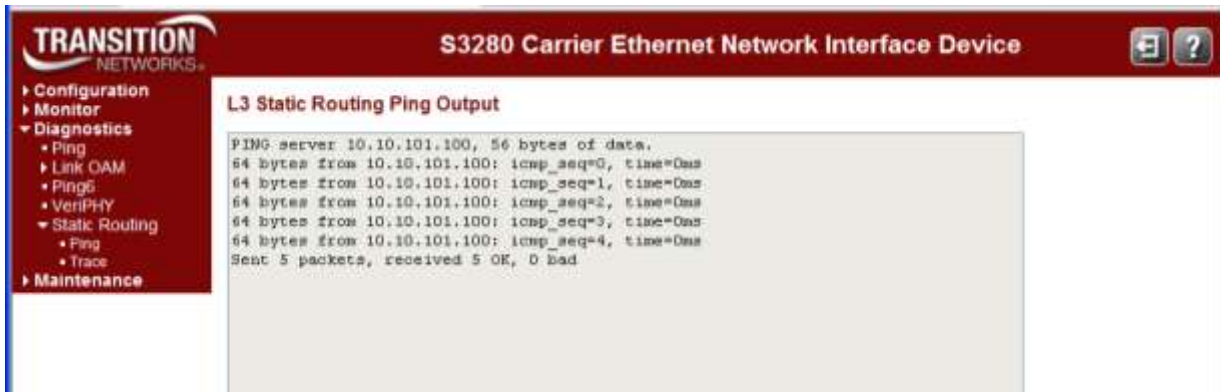 TRANSITION
NETWORKS®
S3280 Carrier Ethernet Network Interface Device
?
Configuration
Monitor
Diagnostics
Ping
Link OAM
Ping6
VeriPHY
Static Routing
Ping
Trace
Maintenance
L3 Static Routing Ping Output
PING server 10.10.101.100, 56 bytes of data.
64 bytes from 10.10.101.100: icmp_seq=0, time=0ms
64 bytes from 10.10.101.100: icmp_seq=1, time=0ms
64 bytes from 10.10.101.100: icmp_seq=2, time=0ms
64 bytes from 10.10.101.100: icmp_seq=3, time=0ms
64 bytes from 10.10.101.100: icmp_seq=4, time=0ms
Sent 5 packets, received 5 OK, 0 bad